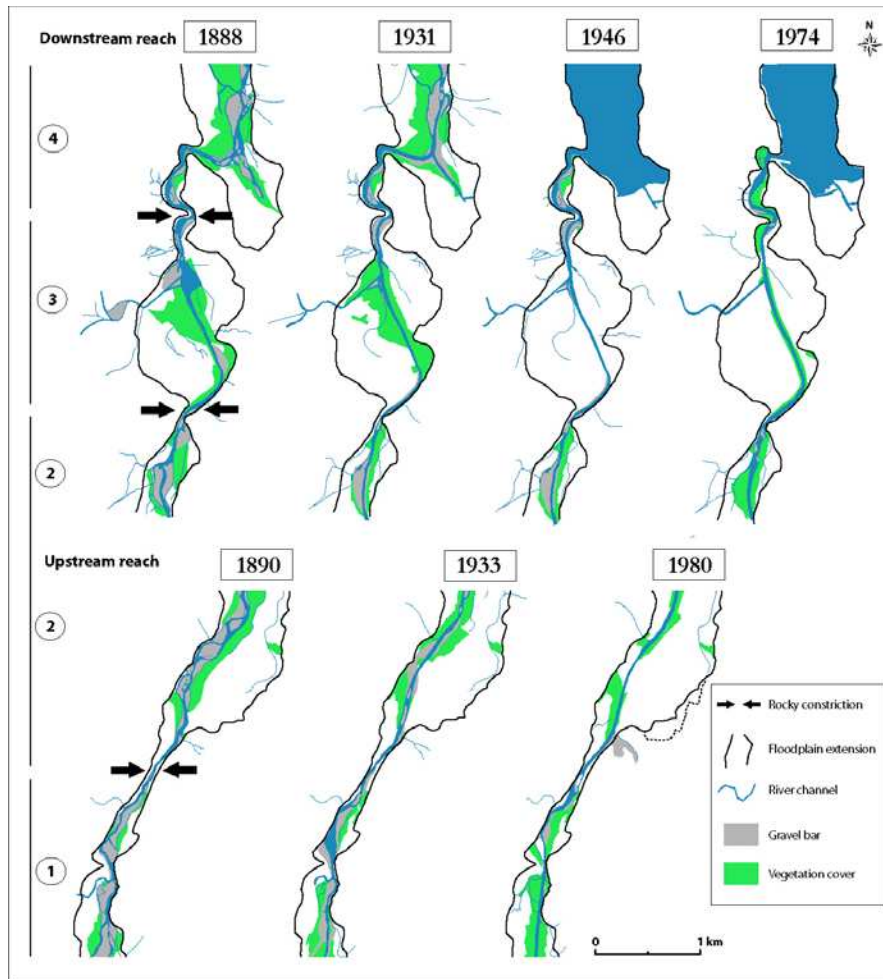 Downstream reach
1888
1931
1946
1974
N
4
3
2
Upstream reach
1890
1933
1980
2
1
Rocky constriction
Floodplain extension
River channel
Gravel bar
Vegetation cover
0
1 km